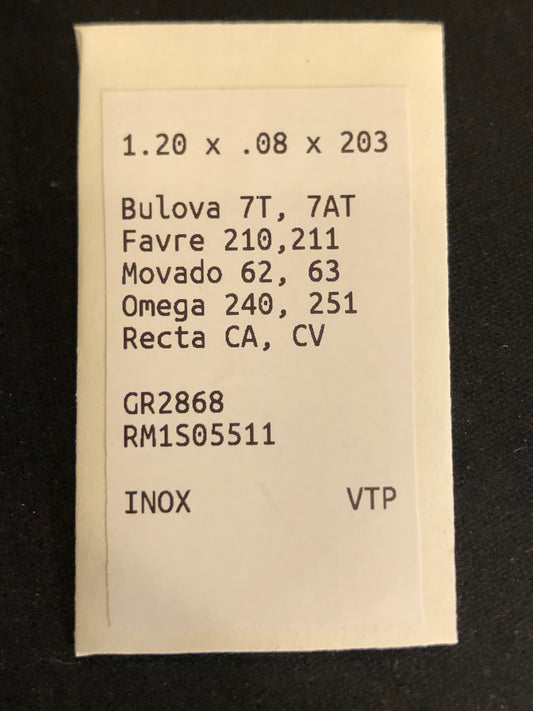 1.20 x .08 x 203
Bulova 7T, 7AT
Favre 210,211
Movado 62, 63
Omega 240, 251
Recta CA, CV
GR2868
RM1S05511
INOX VTP